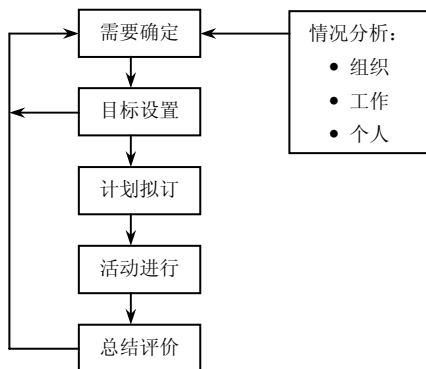 需要确定
目标设置
计划拟订
活动进行
总结评价
情况分析：
● 组织
● 工作
● 个人